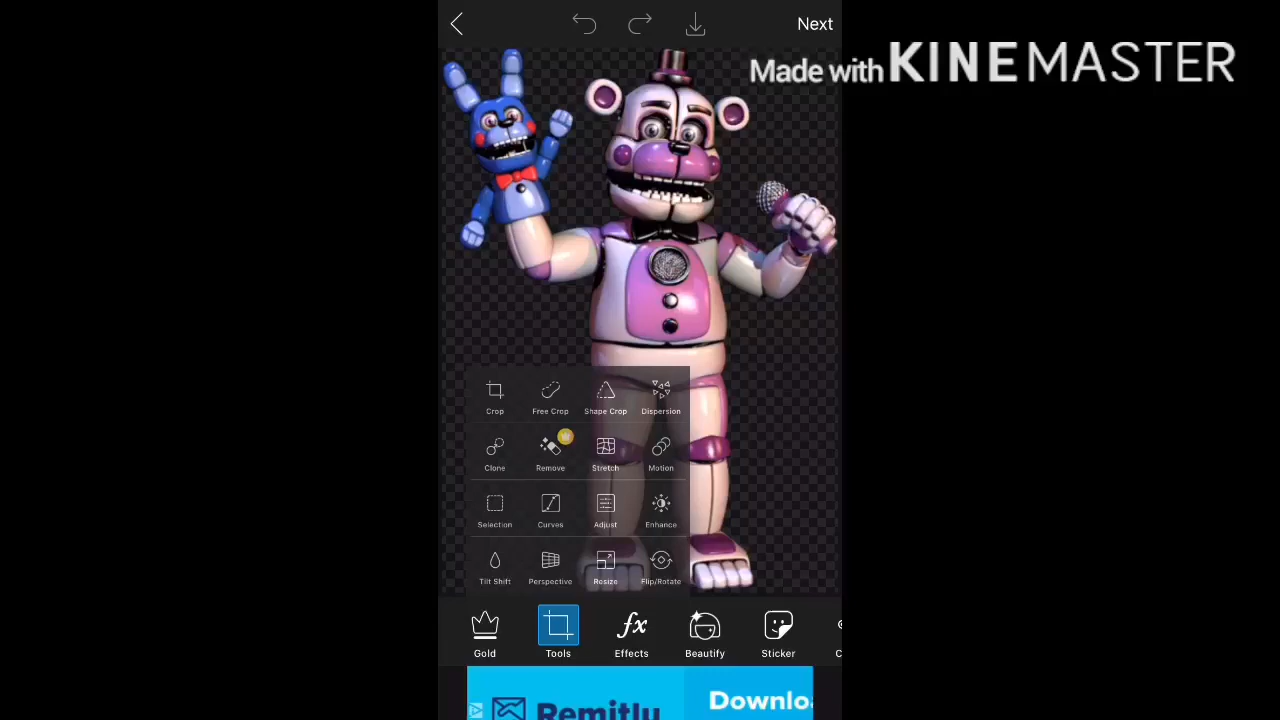 Next
Made with KINEMASTER
Crop Free Crop Shape Crop Dispersion
Clone Remove Stretch Motion
Selection Curves Adjust Enhance
Tilt Shift Perspective Resize Flip/Rotate
fx
Gold Tools Effects Beautify Sticker C
Remitly Downlo